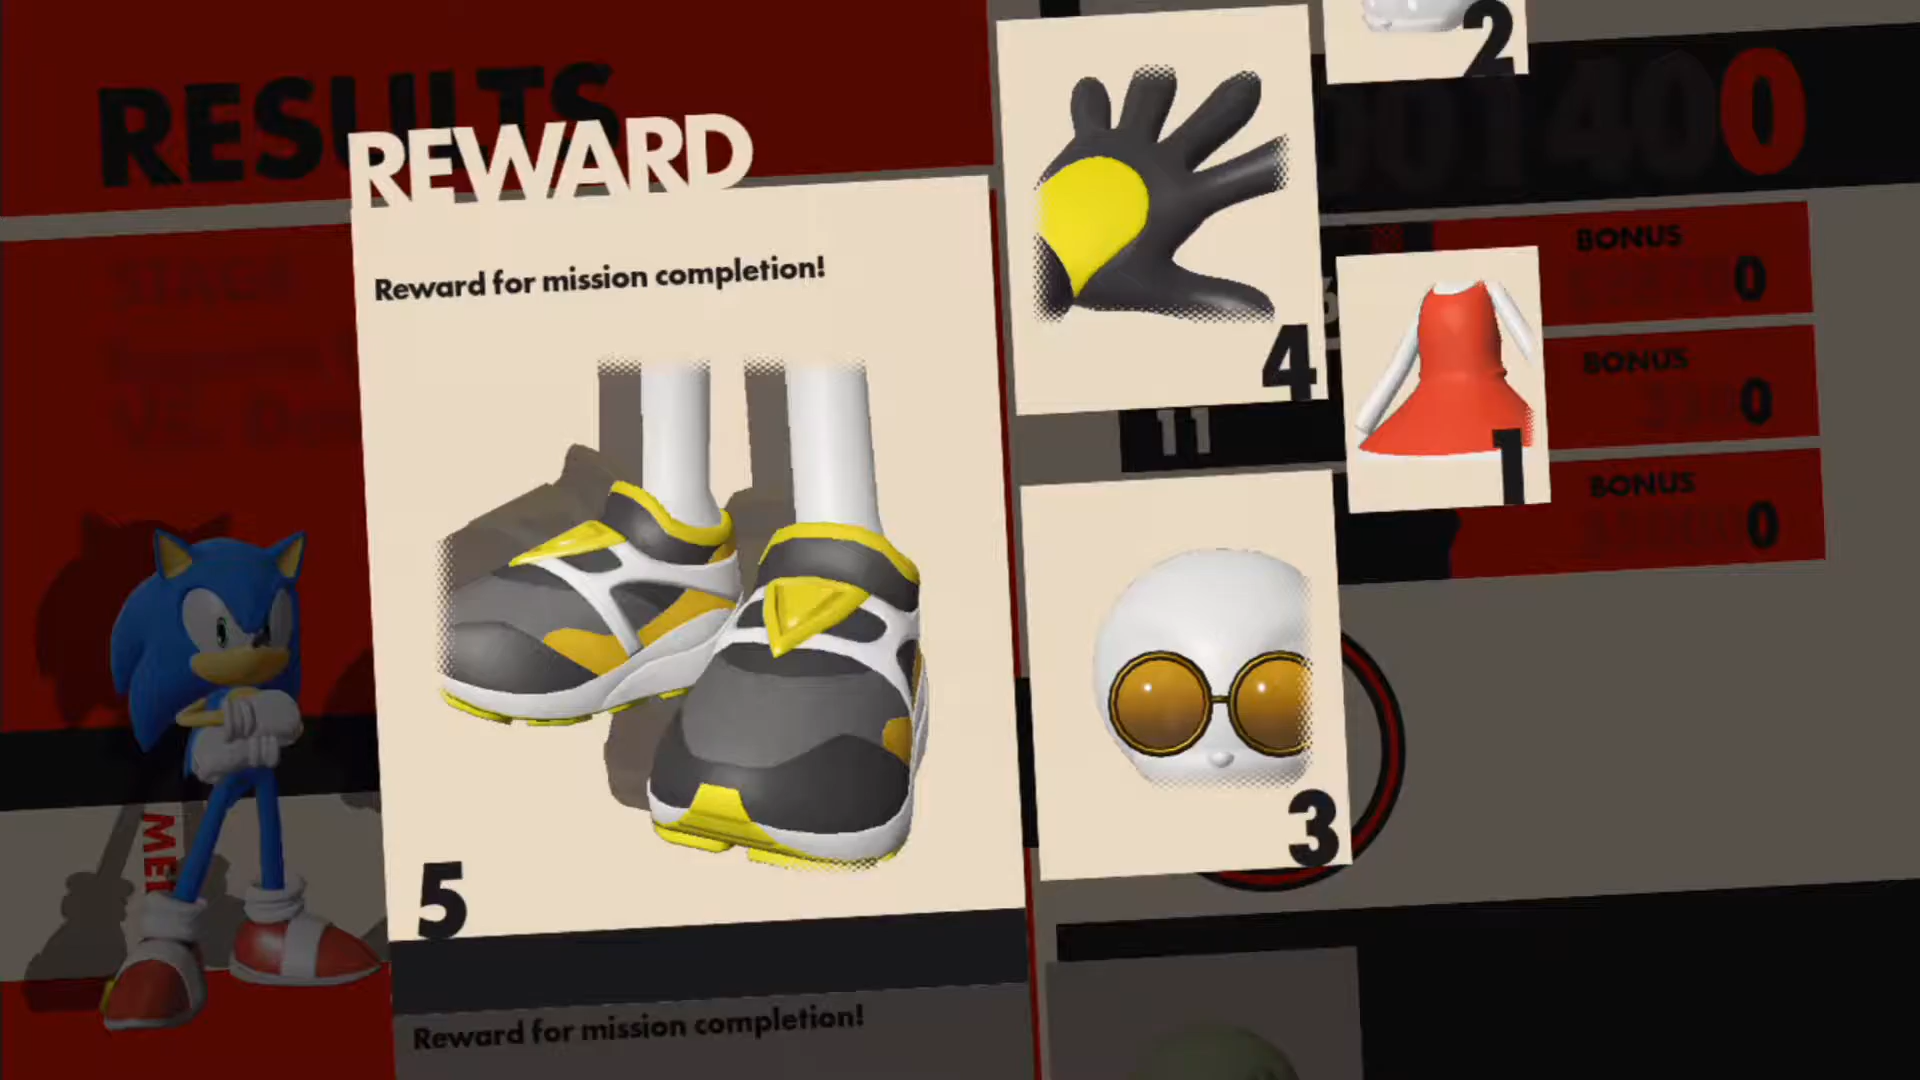 RESULTS
REWARD
Reward for mission completion!
5
4
2
1
3
11
001400
BONUS
0
BONUS
0
BONUS
0
Reward for mission completion!